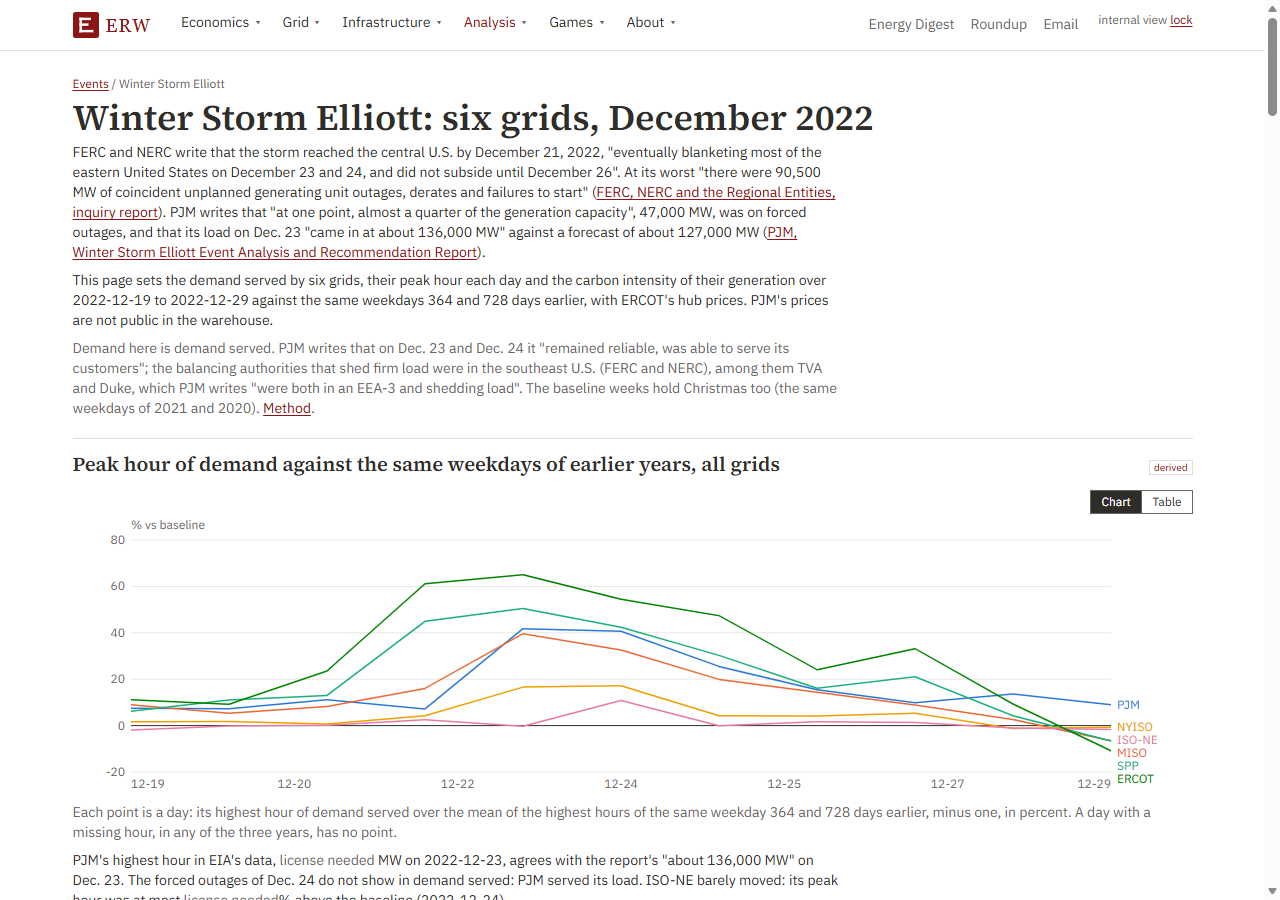 E ERW Economics Grid Infrastructure Analysis Games About Energy Digest Roundup Email internal view lock
Events / Winter Storm Elliott
Winter Storm Elliott: six grids, December 2022
FERC and NERC write that the storm reached the central U.S. by December 21, 2022, "eventually blanketing most of the
eastern United States on December 23 and 24, and did not subside until December 26". At its worst "there were 90,500
MW of coincident unplanned generating unit outages, derates and failures to start" (FERC, NERC and the Regional Entities,
inquiry report). PJM writes that "at one point, almost a quarter of the generation capacity", 47,000 MW, was on forced
outages, and that its load on Dec. 23 "came in at about 136,000 MW" against a forecast of about 127,000 MW (PJM,
Winter Storm Elliott Event Analysis and Recommendation Report).
This page sets the demand served by six grids, their peak hour each day and the carbon intensity of their generation over
2022-12-19 to 2022-12-29 against the same weekdays 364 and 728 days earlier, with ERCOT's hub prices. PJM's prices
are not public in the warehouse.
Demand here is demand served. PJM writes that on Dec. 23 and Dec. 24 it "remained reliable, was able to serve its
customers"; the balancing authorities that shed firm load were in the southeast U.S. (FERC and NERC), among them TVA
and Duke, which PJM writes "were both in an EEA-3 and shedding load". The baseline weeks hold Christmas too (the same
weekdays of 2021 and 2020). Method.
Peak hour of demand against the same weekdays of earlier years, all grids
derived
Chart Table
% vs baseline
80
60
40
20
0
-20
PJM
NYISO
ISO-NE
MISO
SPP
ERCOT
12-19 12-20 12-22 12-24 12-25 12-27 12-29
Each point is a day: its highest hour of demand served over the mean of the highest hours of the same weekday 364 and 728 days earlier, minus one, in percent. A day with a
missing hour, in any of the three years, has no point.
PJM's highest hour in EIA's data, license needed MW on 2022-12-23, agrees with the report's "about 136,000 MW" on
Dec. 23. The forced outages of Dec. 24 do not show in demand served: PJM served its load. ISO-NE barely moved: its peak
hour was at most license needed% above the baseline (2022-12-24).